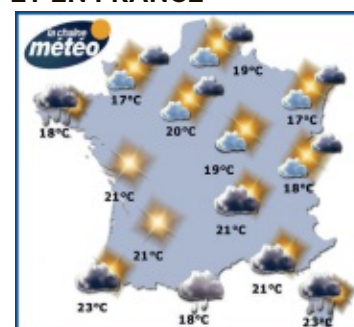 ET EN FRANCE
la chaîne
météo
19°C
17°C
18°C
20°C
17°C
19°C
18°C
21°C
21°C
21°C
23°C
18°C
21°C
23°C